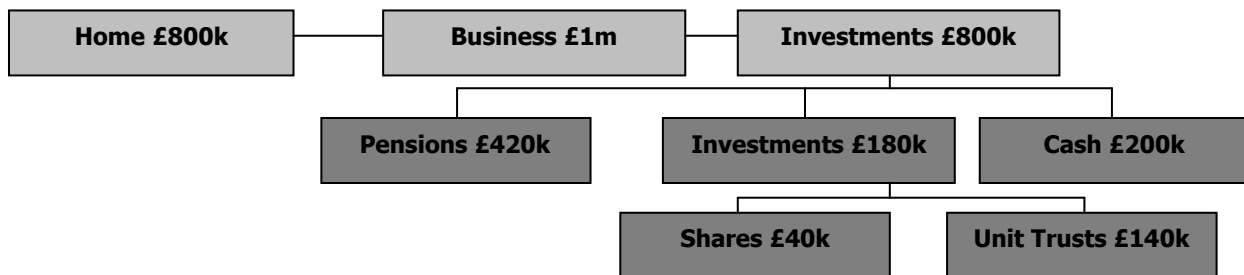 Home £800k
Business £1m
Investments £800k
Pensions £420k
Investments £180k
Cash £200k
Shares £40k
Unit Trusts £140k